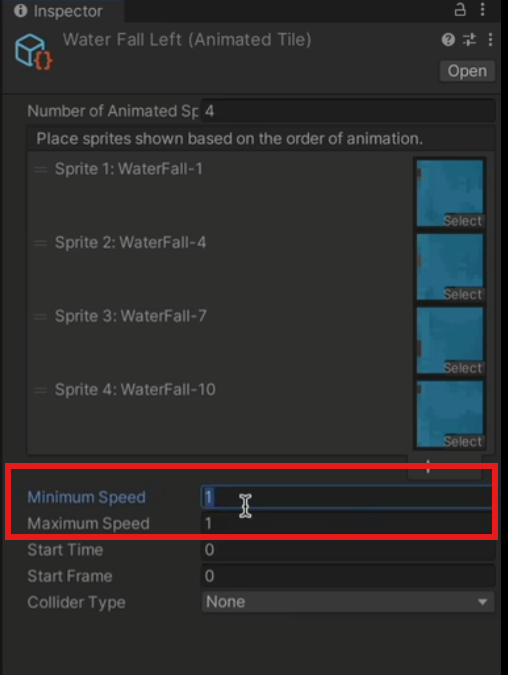 Inspector
Water Fall Left (Animated Tile)
Open
Number of Animated Sp 4
Place sprites shown based on the order of animation.
Sprite 1: WaterFall-1
Select
Sprite 2: WaterFall-4
Select
Sprite 3: WaterFall-7
Select
Sprite 4: WaterFall-10
Select
Minimum Speed 1
Maximum Speed 1
Start Time 0
Start Frame 0
Collider Type None